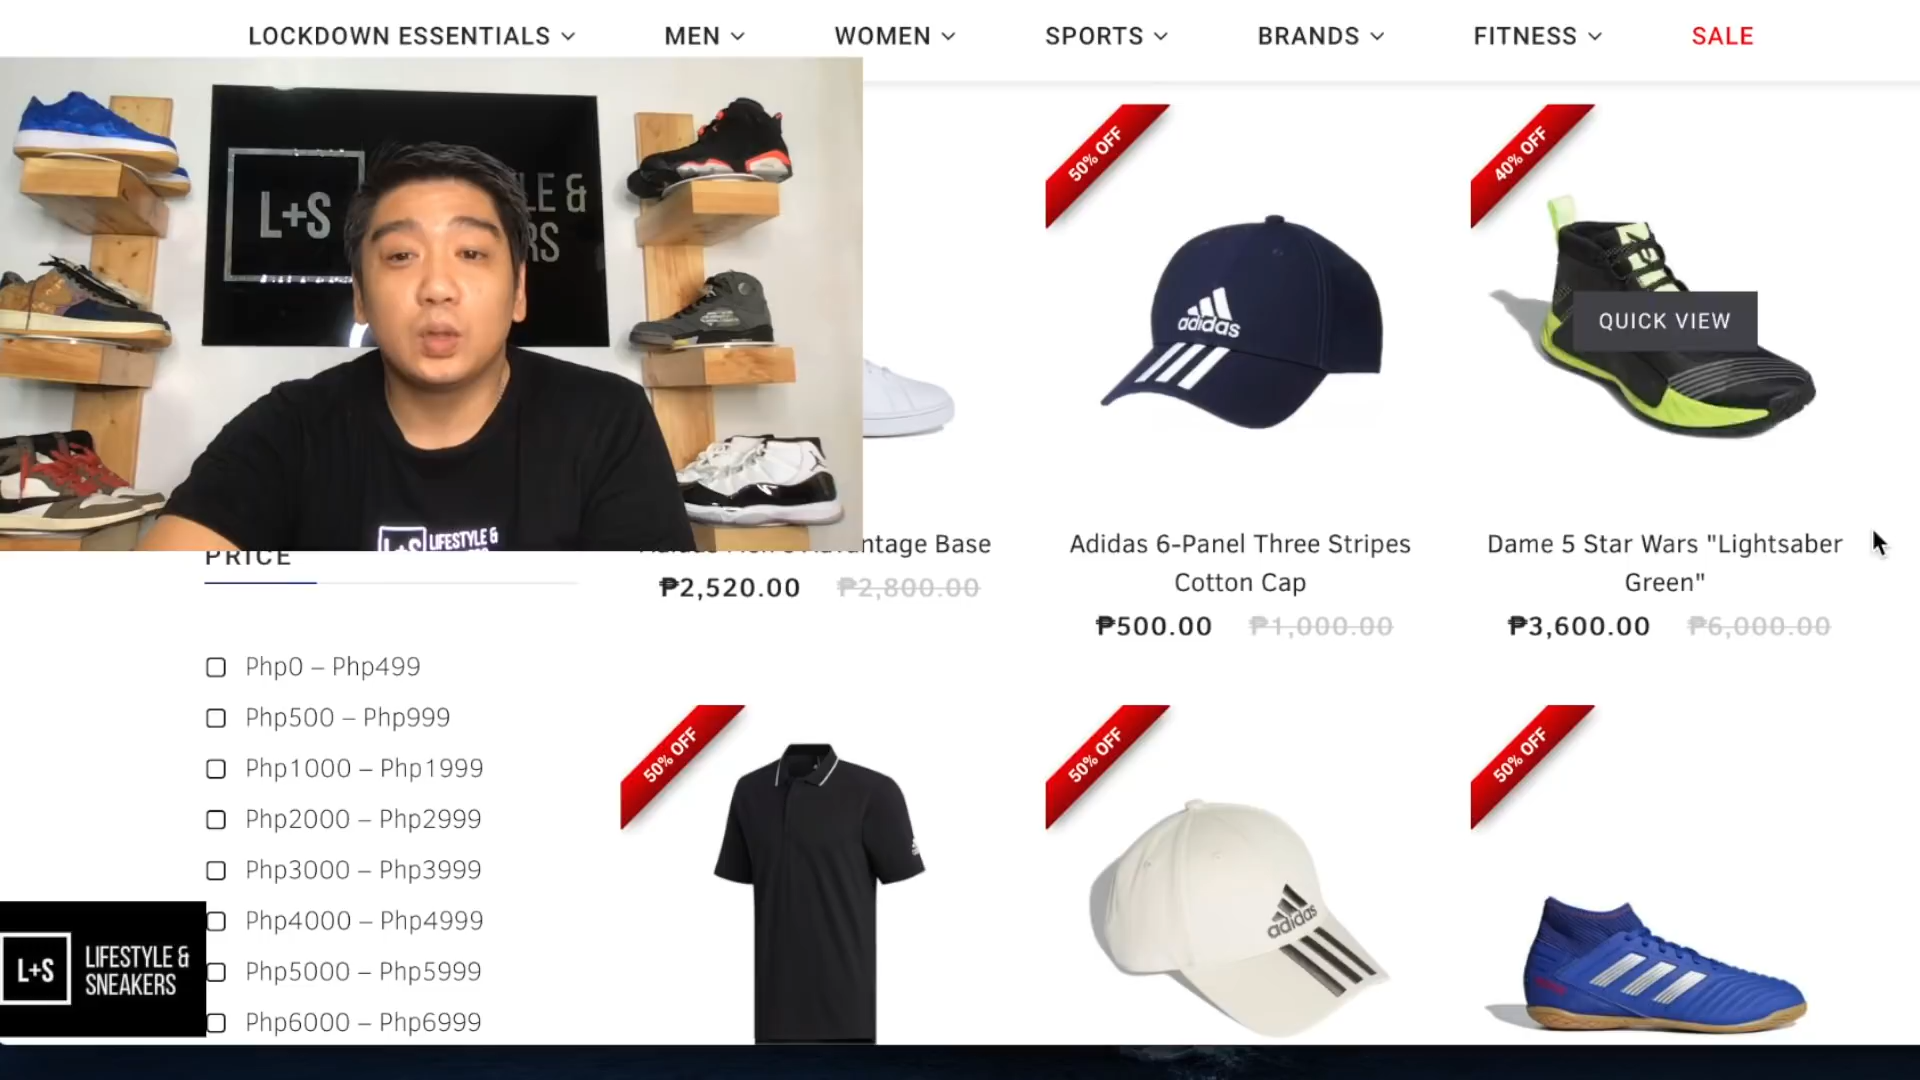 LOCKDOWN ESSENTIALS
MEN
WOMEN
SPORTS
BRANDS
FITNESS
SALE
L+S
LE &
RS
L+S LIFESTYLE &
50% OFF
adidas
40% OFF
QUICK VIEW
PRICE
Base
₱2,520.00 ₱2,800.00
Adidas 6-Panel Three Stripes
Cotton Cap
₱500.00 ₱1,000.00
Dame 5 Star Wars "Lightsaber
Green"
₱3,600.00 ₱6,000.00
Php0 – Php499
Php500 – Php999
Php1000 – Php1999
Php2000 – Php2999
Php3000 – Php3999
Php4000 – Php4999
Php5000 – Php5999
Php6000 – Php6999
50% OFF
50% OFF
adidas
50% OFF
L+S
LIFESTYLE &
SNEAKERS